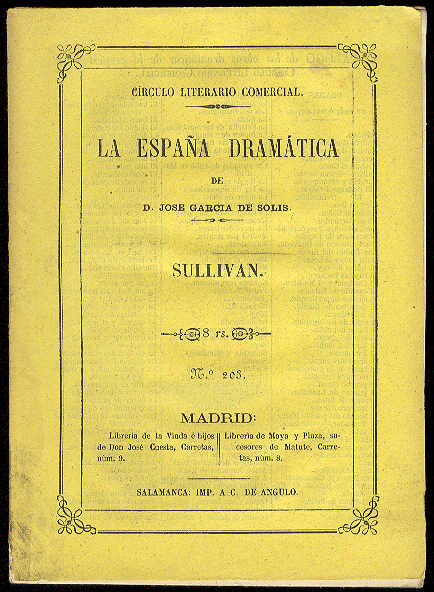 CÍRCULO LITERARIO COMERCIAL.
LA ESPAÑA DRAMÁTICA
DE
D. JOSE GARCIA DE SOLIS.
SULLIVAN.
8 rs.
N.º 203.
MADRID:
Librería de la Viuda é hijos
de Don José Cuesta, Carretas,
núm. 9.
Librería de Moya y Plaza, su-
cesores de Matute, Carre-
tas, núm. 8.
SALAMANCA: IMP. A C. DE ANGULO.